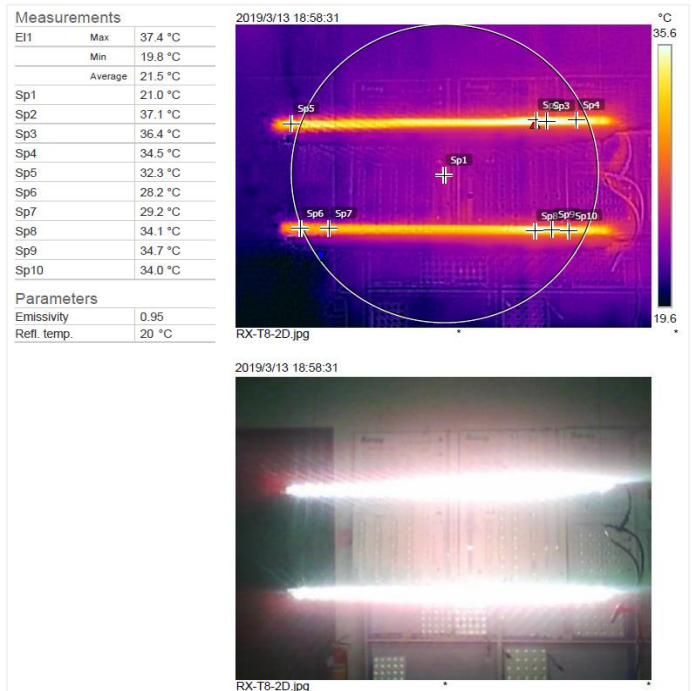 Measurements
El1 Max 37.4 °C
Min 19.8 °C
Average 21.5 °C
Sp1 21.0 °C
Sp2 37.1 °C
Sp3 36.4 °C
Sp4 34.5 °C
Sp5 32.3 °C
Sp6 28.2 °C
Sp7 29.2 °C
Sp8 34.1 °C
Sp9 34.7 °C
Sp10 34.0 °C
Parameters
Emissivity 0.95
Refl. temp. 20 °C
2019/3/13 18:58:31
°C
35.6
Sp5
Sp3 Sp4
Sp1
Sp6 Sp7
Sp8 Sp9 Sp10
19.6
RX-T8-2D.jpg * *
2019/3/13 18:58:31
RX-T8-2D.jpg * *